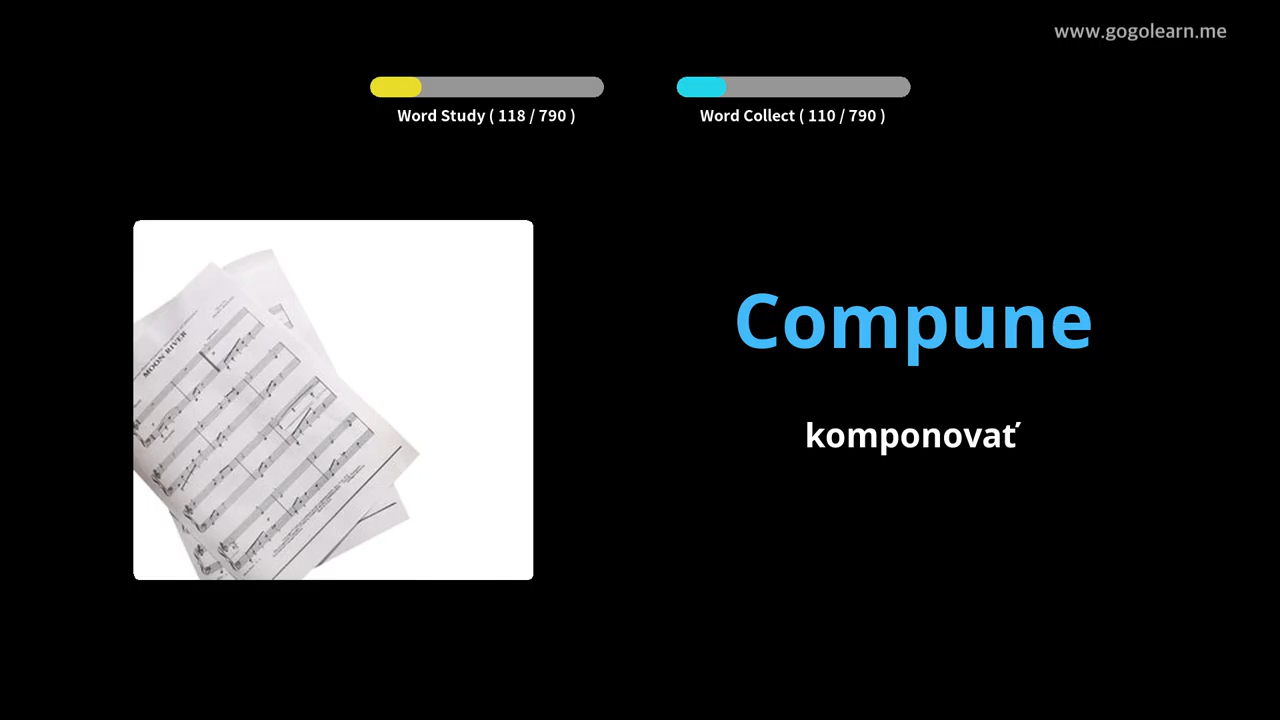 www.gogolearn.me
Word Study ( 118 / 790 )
Word Collect ( 110 / 790 )
MOON RIVER
Compune
komponovať